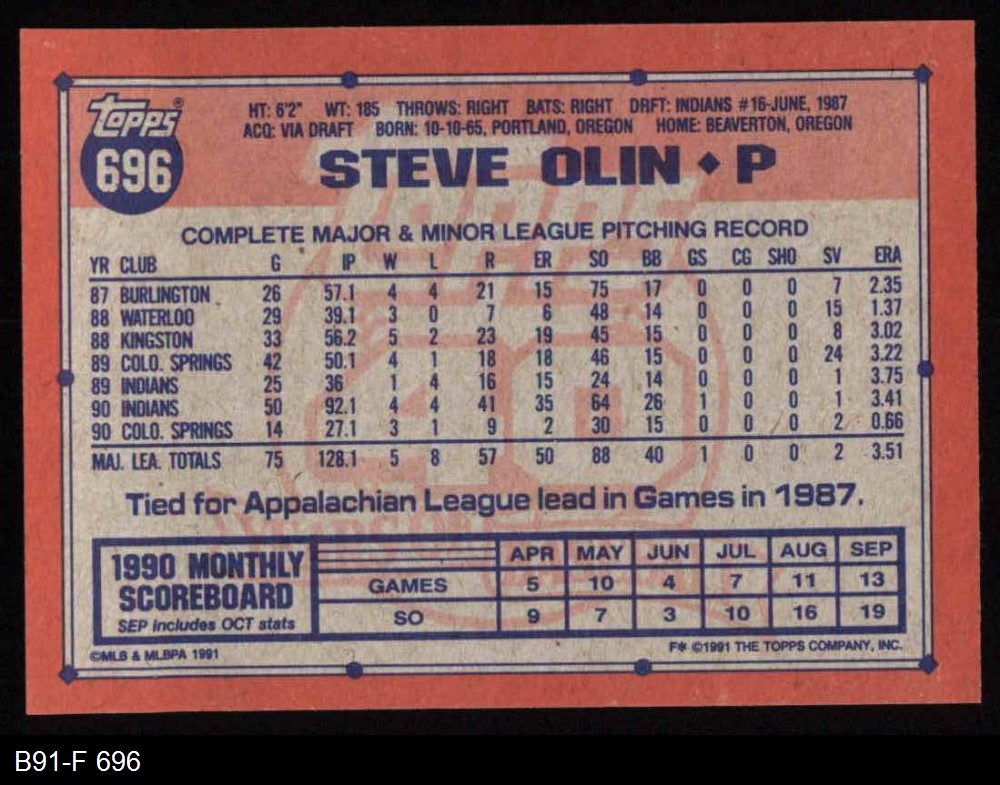 Topps®
696
HT: 6'2" WT: 185 THROWS: RIGHT BATS: RIGHT DRFT: INDIANS #16-JUNE, 1987
ACQ: VIA DRAFT BORN: 10-10-65, PORTLAND, OREGON HOME: BEAVERTON, OREGON
STEVE OLIN ◆ P
COMPLETE MAJOR & MINOR LEAGUE PITCHING RECORD
YR CLUB G IP W L R ER SO BB GS CG SHO SV ERA
87 BURLINGTON 26 57.1 4 4 21 15 75 17 0 0 0 7 2.35
88 WATERLOO 29 39.1 3 0 7 6 48 14 0 0 0 15 1.37
88 KINGSTON 33 56.2 5 2 23 19 45 15 0 0 0 8 3.02
89 COLO. SPRINGS 42 50.1 4 1 18 18 46 15 0 0 0 24 3.22
89 INDIANS 25 36 1 4 16 15 24 14 0 0 0 1 3.75
90 INDIANS 50 92.1 4 4 41 35 64 26 1 0 0 1 3.41
90 COLO. SPRINGS 14 27.1 3 1 9 2 30 15 0 0 0 2 0.66
MAJ. LEA. TOTALS 75 128.1 5 8 57 50 88 40 1 0 0 2 3.51
Tied for Appalachian League lead in Games in 1987.
1990 MONTHLY
SCOREBOARD
SEP includes OCT stats
APR MAY JUN JUL AUG SEP
GAMES 5 10 4 7 11 13
SO 9 7 3 10 16 19
©MLB & MLBPA 1991
F* ©1991 THE TOPPS COMPANY, INC.
B91-F 696